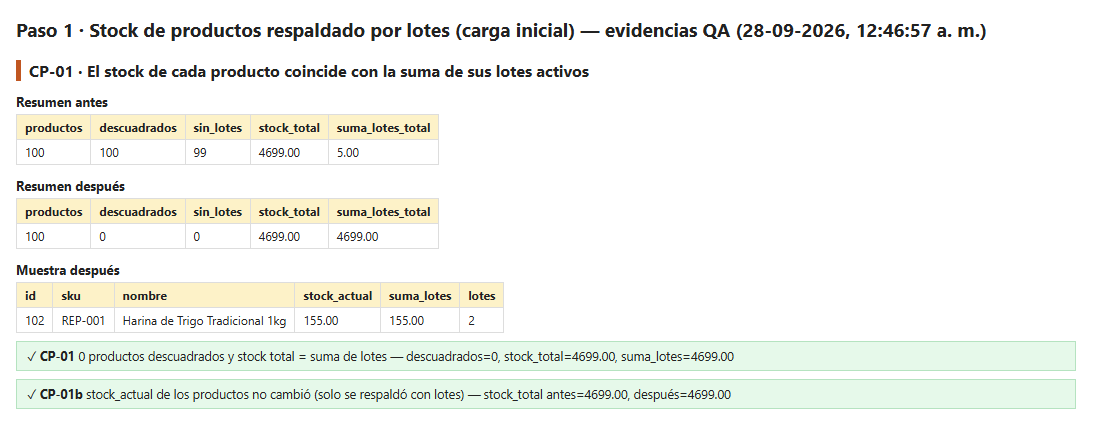 Paso 1 · Stock de productos respaldado por lotes (carga inicial) — evidencias QA (28-09-2026, 12:46:57 a. m.)
CP-01 · El stock de cada producto coincide con la suma de sus lotes activos
Resumen antes
productos descuadrados sin_lotes stock_total suma_lotes_total
100 100 99 4699.00 5.00
Resumen después
productos descuadrados sin_lotes stock_total suma_lotes_total
100 0 0 4699.00 4699.00
Muestra después
id sku nombre stock_actual suma_lotes lotes
102 REP-001 Harina de Trigo Tradicional 1kg 155.00 155.00 2
✓ CP-01 0 productos descuadrados y stock total = suma de lotes — descuadrados=0, stock_total=4699.00, suma_lotes=4699.00
✓ CP-01b stock_actual de los productos no cambió (solo se respaldó con lotes) — stock_total antes=4699.00, después=4699.00